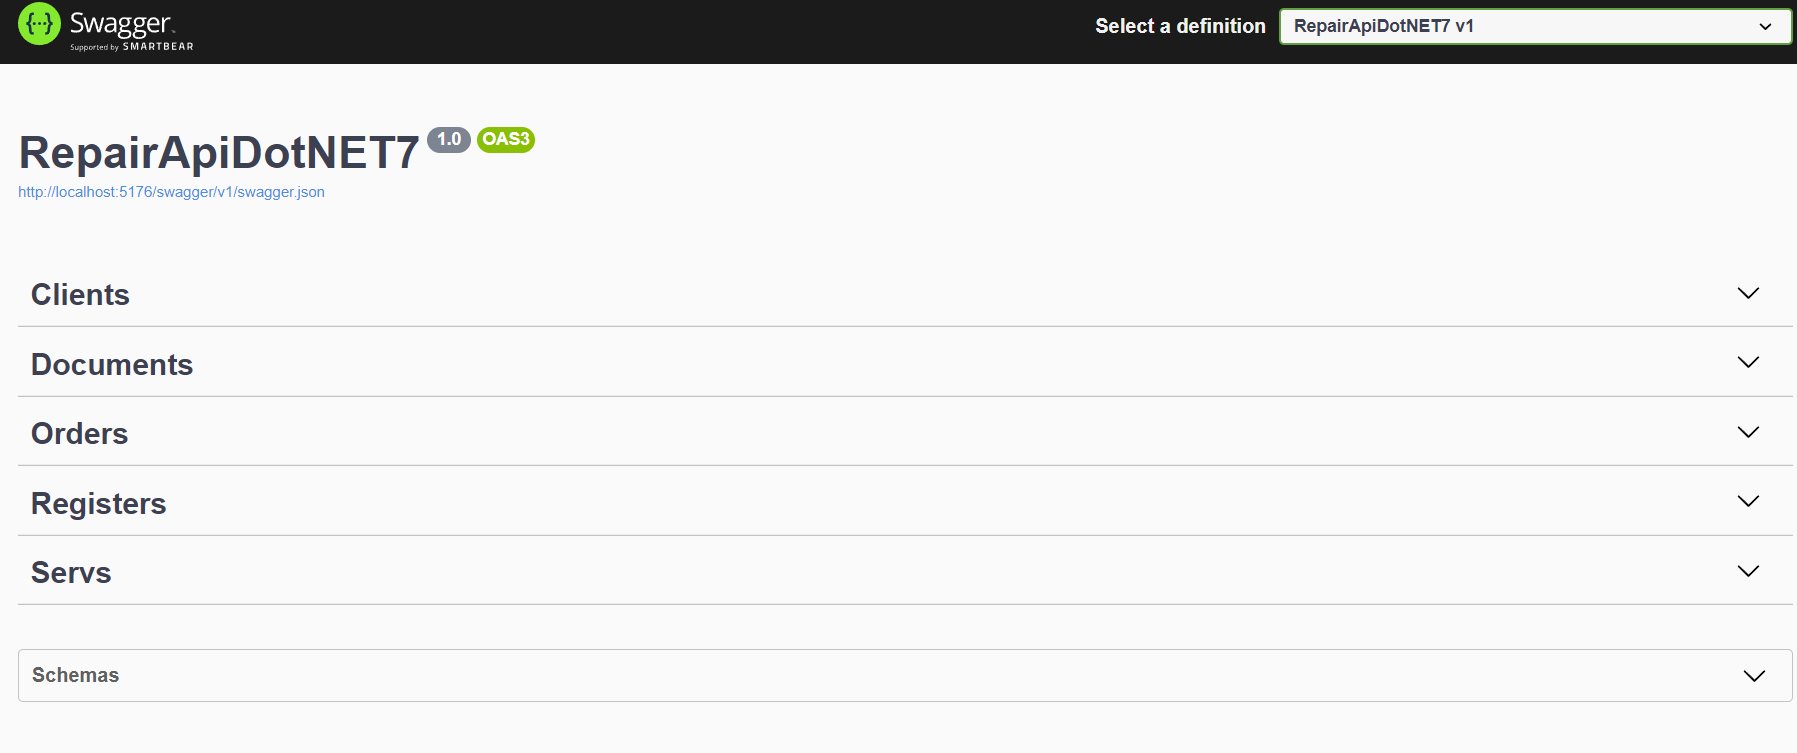 {···} Swagger.
Supported by SMARTBEAR
Select a definition
RepairApiDotNET7 v1
RepairApiDotNET7 1.0 OAS3
http://localhost:5176/swagger/v1/swagger.json
Clients
Documents
Orders
Registers
Servs
Schemas